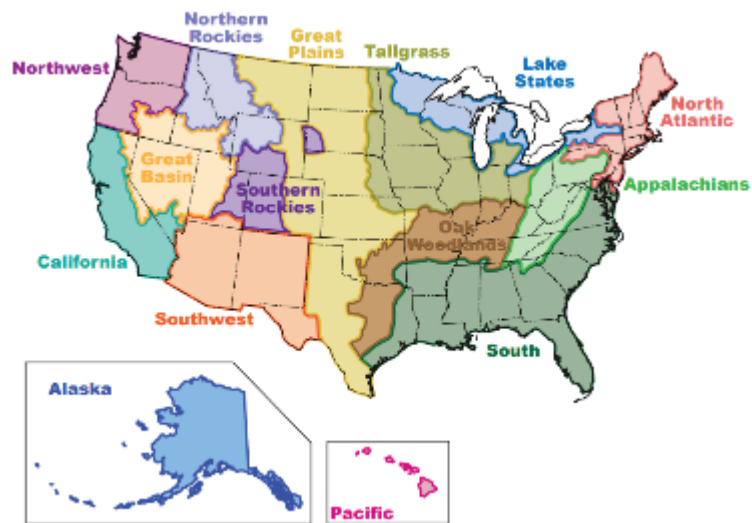 Northern
Rockies
Great
Plains
Tallgrass
Lake
States
Northwest
North
Atlantic
Great
Basin
Appalachians
Southern
Rockies
Oak
Woodlands
California
Southwest
South
Alaska
Pacific